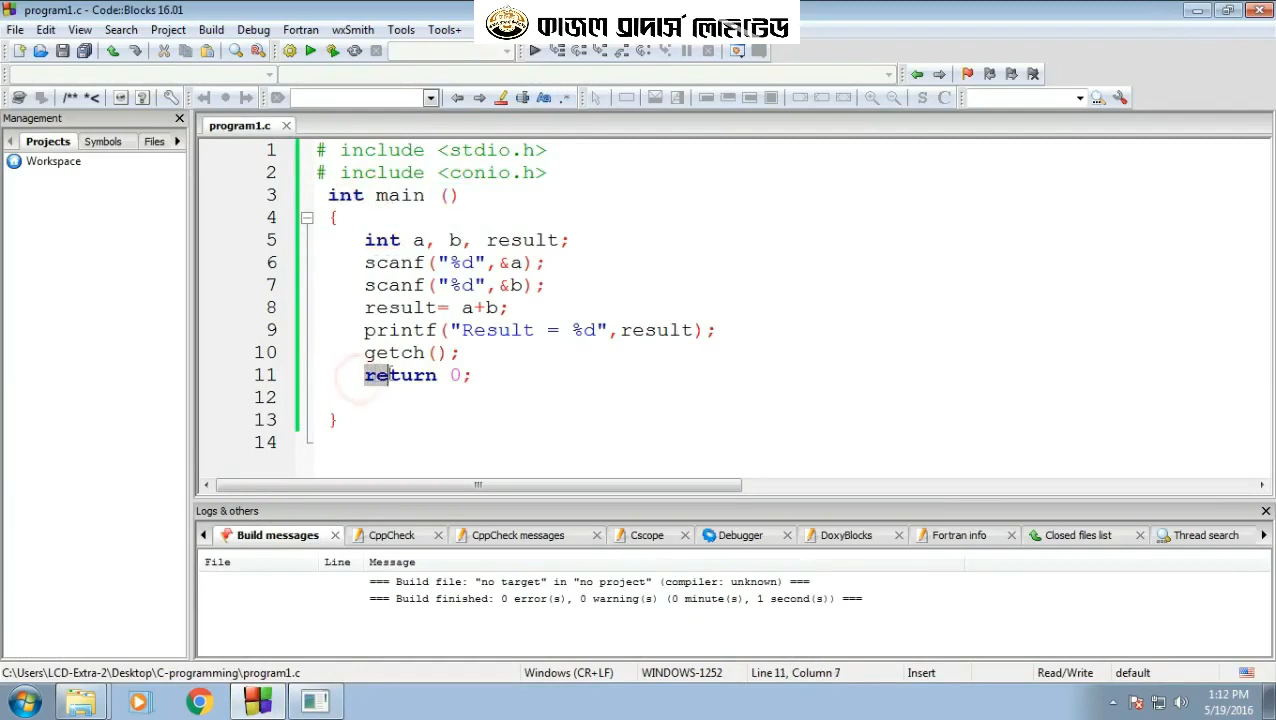 program1.c - Code::Blocks 16.01
কাজল ব্রাদার্স লিমিটেড
File Edit View Search Project Build Debug Fortran wxSmith Tools Tools+
/** *<
S C
Management
program1.c
Projects Symbols Files
Workspace
1 # include <stdio.h>
2 # include <conio.h>
3 int main ()
4 {
5 int a, b, result;
6 scanf("%d",&a);
7 scanf("%d",&b);
8 result= a+b;
9 printf("Result = %d",result);
10 getch();
11 return 0;
12
13 }
14
Logs & others
Build messages CppCheck CppCheck messages Cscope Debugger DoxyBlocks Fortran info Closed files list Thread search
File Line Message
=== Build file: "no target" in "no project" (compiler: unknown) ===
=== Build finished: 0 error(s), 0 warning(s) (0 minute(s), 1 second(s)) ===
C:\Users\LCD-Extra-2\Desktop\C-programming\program1.c Windows (CR+LF) WINDOWS-1252 Line 11, Column 7 Insert Read/Write default
1:12 PM
5/19/2016